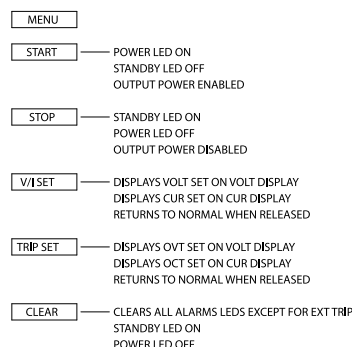 MENU
START POWER LED ON
STANDBY LED OFF
OUTPUT POWER ENABLED
STOP STANDBY LED ON
POWER LED OFF
OUTPUT POWER DISABLED
V/I SET DISPLAYS VOLT SET ON VOLT DISPLAY
DISPLAYS CUR SET ON CUR DISPLAY
RETURNS TO NORMAL WHEN RELEASED
TRIP SET DISPLAYS OVT SET ON VOLT DISPLAY
DISPLAYS OCT SET ON CUR DISPLAY
RETURNS TO NORMAL WHEN RELEASED
CLEAR CLEARS ALL ALARMS LEDS EXCEPT FOR EXT TRIP
STANDBY LED ON
POWER LED OFF